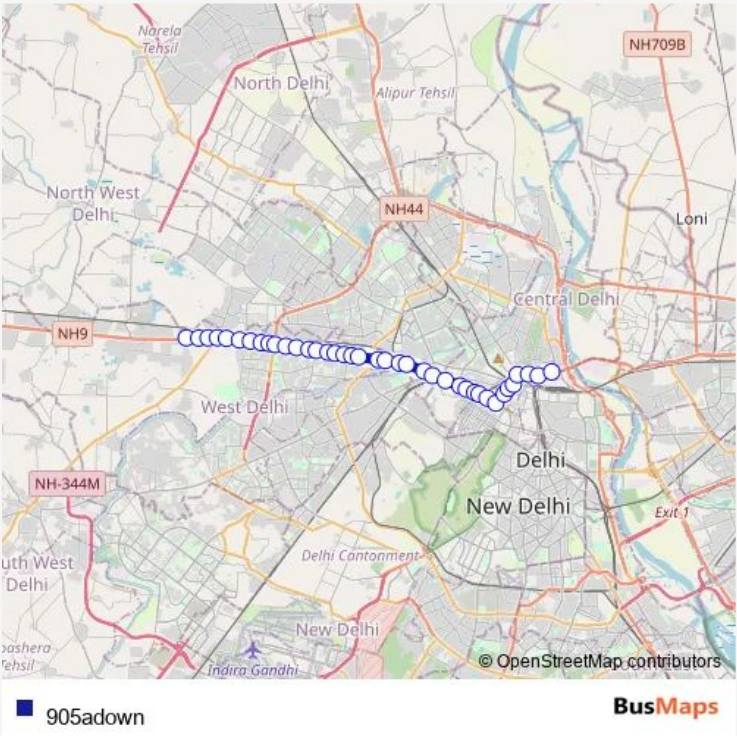 Narela
Tehsil
NH709B
North Delhi
Alipur Tehsil
North West
Delhi
NH44
Loni
Central Delhi
NH9
West Delhi
Delhi
NH-344M
New Delhi
Exit 1
Delhi Cantonment
uth West
Delhi
New Delhi
bashera
Tehsil
Indira Gandhi
© OpenStreetMap contributors
905adown
BusMaps